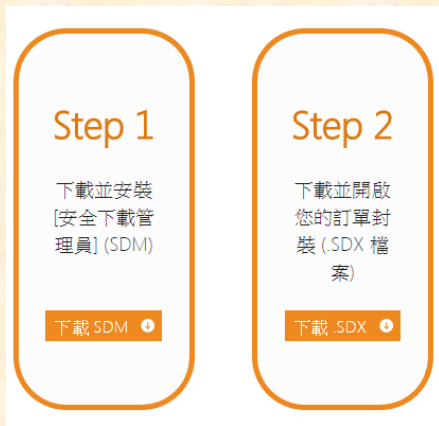 Step 1
下載並安裝
[安全下載管
理員] (SDM)
下載 SDM
Step 2
下載並開啟
您的訂單封
裝 (.SDX 檔
案)
下載 .SDX